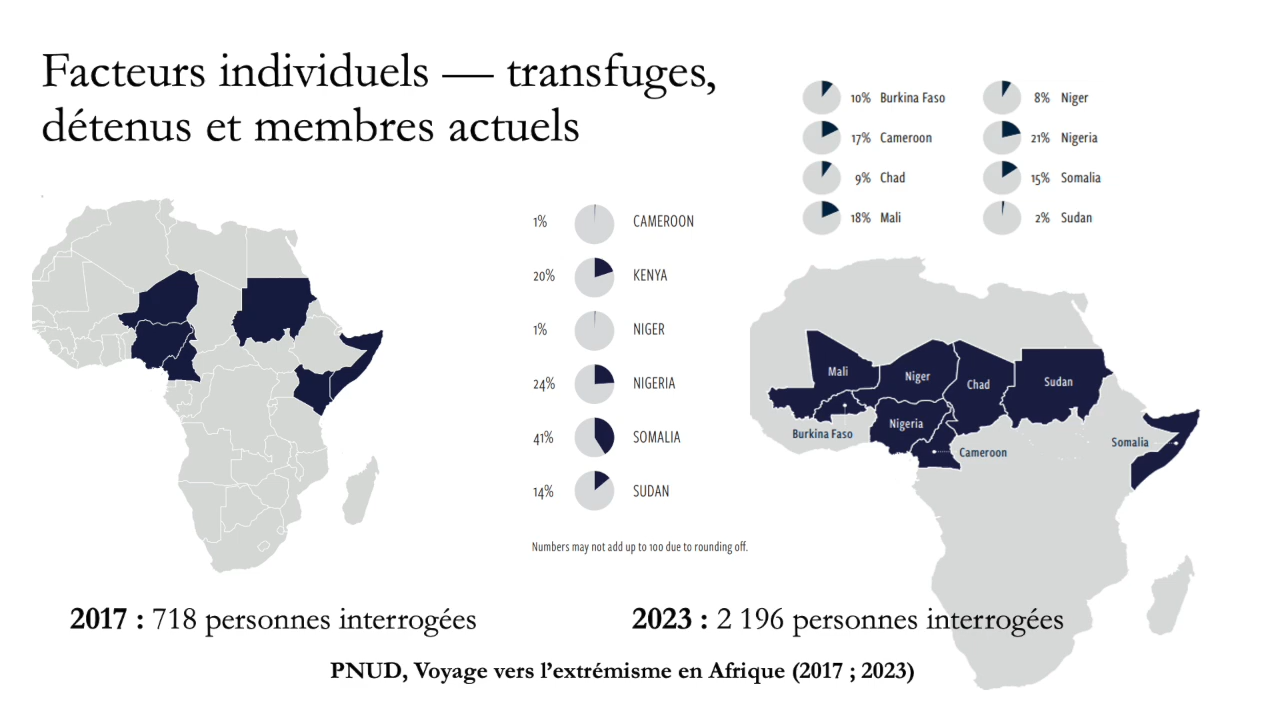 Facteurs individuels — transfuges,
détenus et membres actuels
10% Burkina Faso
8% Niger
17% Cameroon
21% Nigeria
9% Chad
15% Somalia
18% Mali
2% Sudan
1% CAMEROON
20% KENYA
1% NIGER
24% NIGERIA
41% SOMALIA
14% SUDAN
Numbers may not add up to 100 due to rounding off.
Mali
Niger
Chad
Sudan
Nigeria
Burkina Faso
Somalia
Cameroon
2017 : 718 personnes interrogées
2023 : 2 196 personnes interrogées
PNUD, Voyage vers l’extrémisme en Afrique (2017 ; 2023)